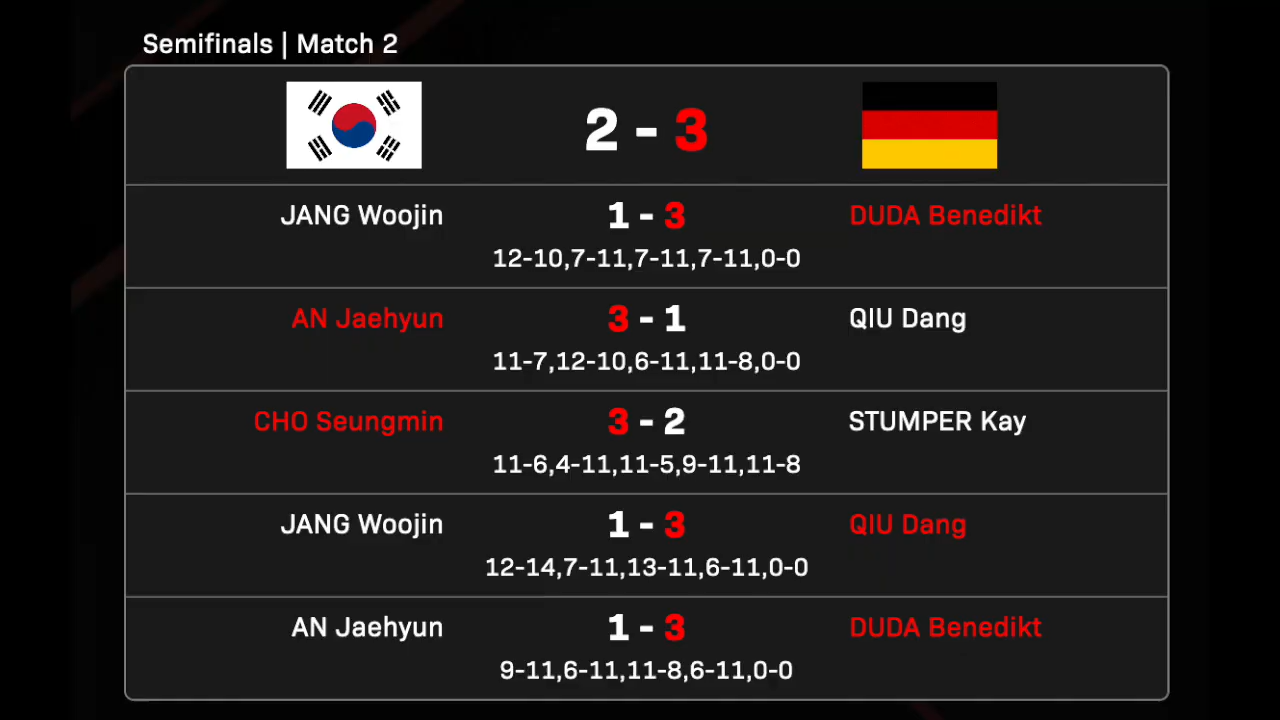 Semifinals | Match 2
2 - 3
JANG Woojin 1 - 3 DUDA Benedikt
12-10,7-11,7-11,7-11,0-0
AN Jaehyun 3 - 1 QIU Dang
11-7,12-10,6-11,11-8,0-0
CHO Seungmin 3 - 2 STUMPER Kay
11-6,4-11,11-5,9-11,11-8
JANG Woojin 1 - 3 QIU Dang
12-14,7-11,13-11,6-11,0-0
AN Jaehyun 1 - 3 DUDA Benedikt
9-11,6-11,11-8,6-11,0-0